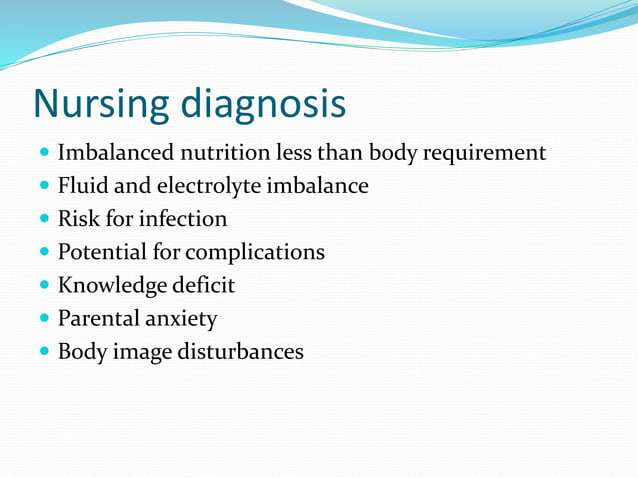 Nursing diagnosis
• Imbalanced nutrition less than body requirement
• Fluid and electrolyte imbalance
• Risk for infection
• Potential for complications
• Knowledge deficit
• Parental anxiety
• Body image disturbances